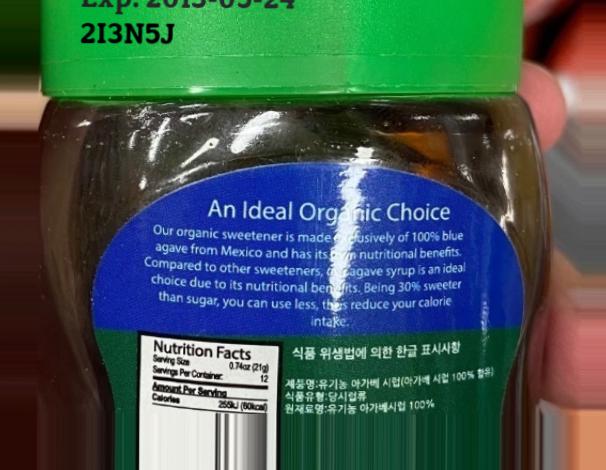 Exp. 2015-05-24
2I3N5J
An Ideal Organic Choice
Our organic sweetener is made exclusively of 100% blue
agave from Mexico and has its own nutritional benefits.
Compared to other sweeteners, our agave syrup is an ideal
choice due to its nutritional benefits. Being 30% sweeter
than sugar, you can use less, thus reduce your calorie
intake.
Nutrition Facts
Serving Size 0.74oz (21g)
Servings Per Container: 12
Amount Per Serving
Calories 255kJ (60kcal)
식품 위생법에 의한 한글 표시사항
제품명:유기농 아가베 시럽(아가베 시럽 100% 함유)
식품유형:당시럽류
원재료명:유기농 아가베시럽 100%